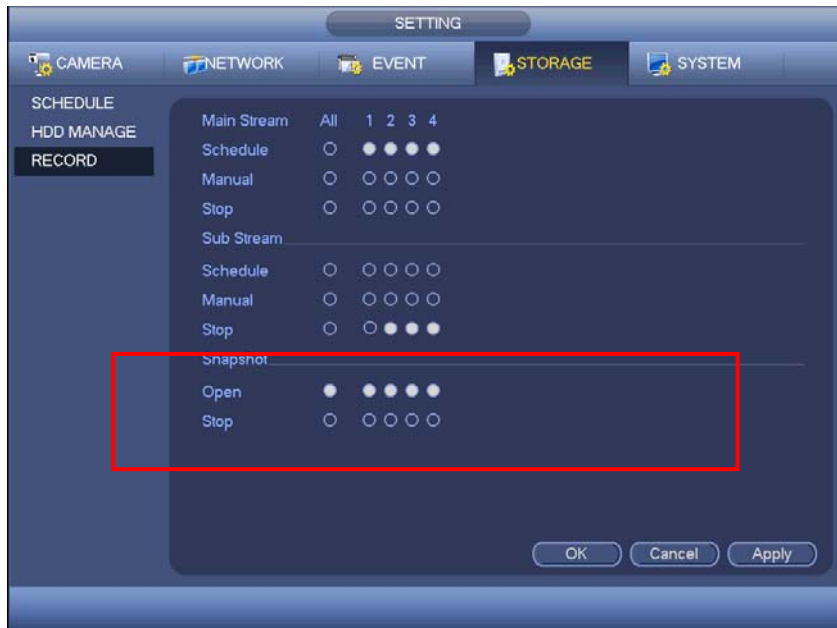 SETTING
CAMERA NETWORK EVENT STORAGE SYSTEM
SCHEDULE
HDD MANAGE
RECORD
Main Stream All 1 2 3 4
Schedule
Manual
Stop
Sub Stream
Schedule
Manual
Stop
Snapshot
Open
Stop
OK Cancel Apply